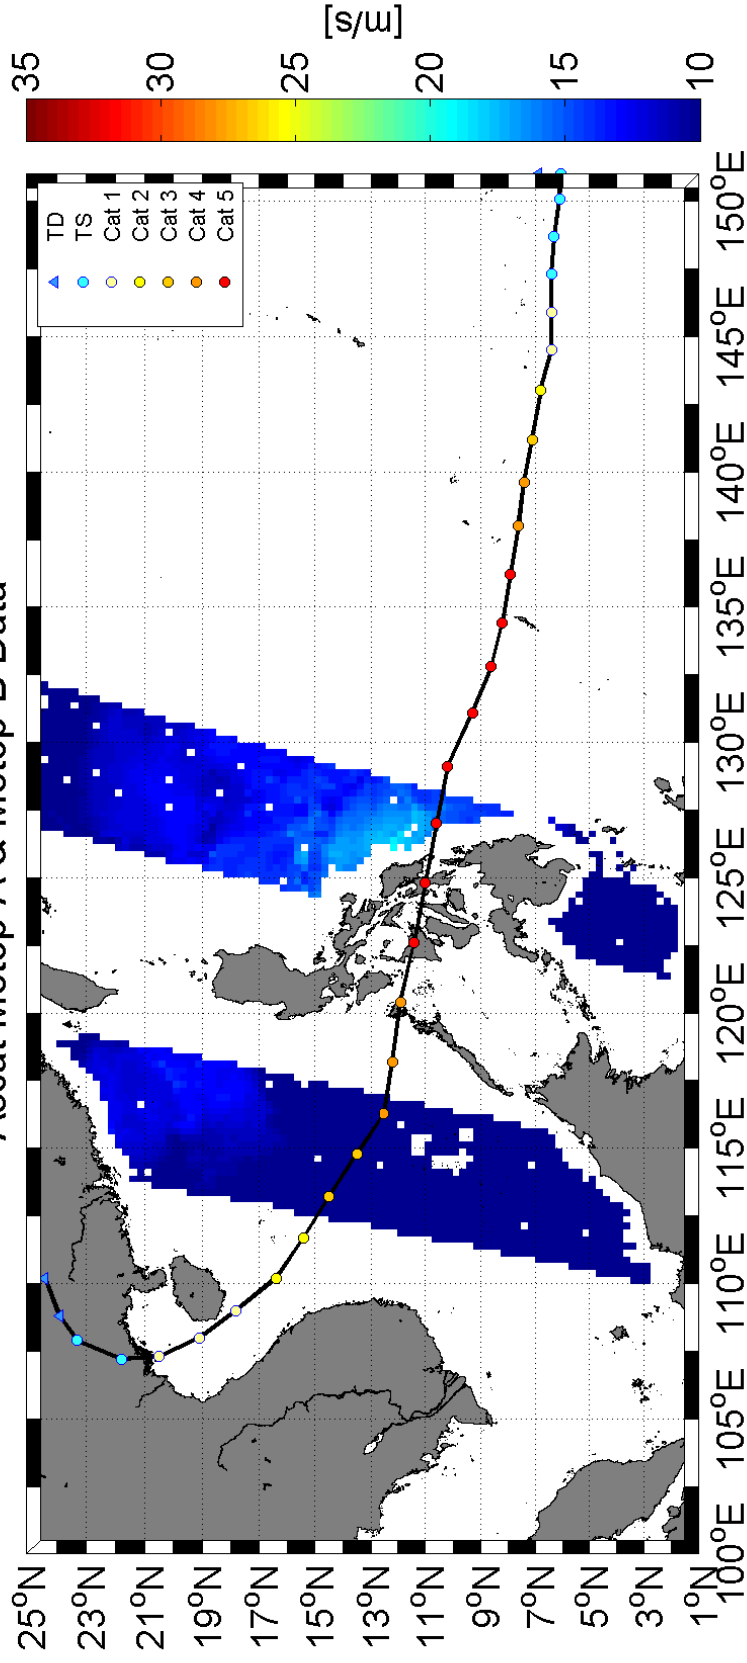 Ascat Metop-A & Metop-B Data
25°N
23°N
21°N
19°N
17°N
15°N
13°N
11°N
9°N
7°N
5°N
3°N
1°N
100°E
105°E
110°E
115°E
120°E
125°E
130°E
135°E
140°E
145°E
150°E
TD
TS
Cat 1
Cat 2
Cat 3
Cat 4
Cat 5
35
30
25
20
15
10
[m/s]